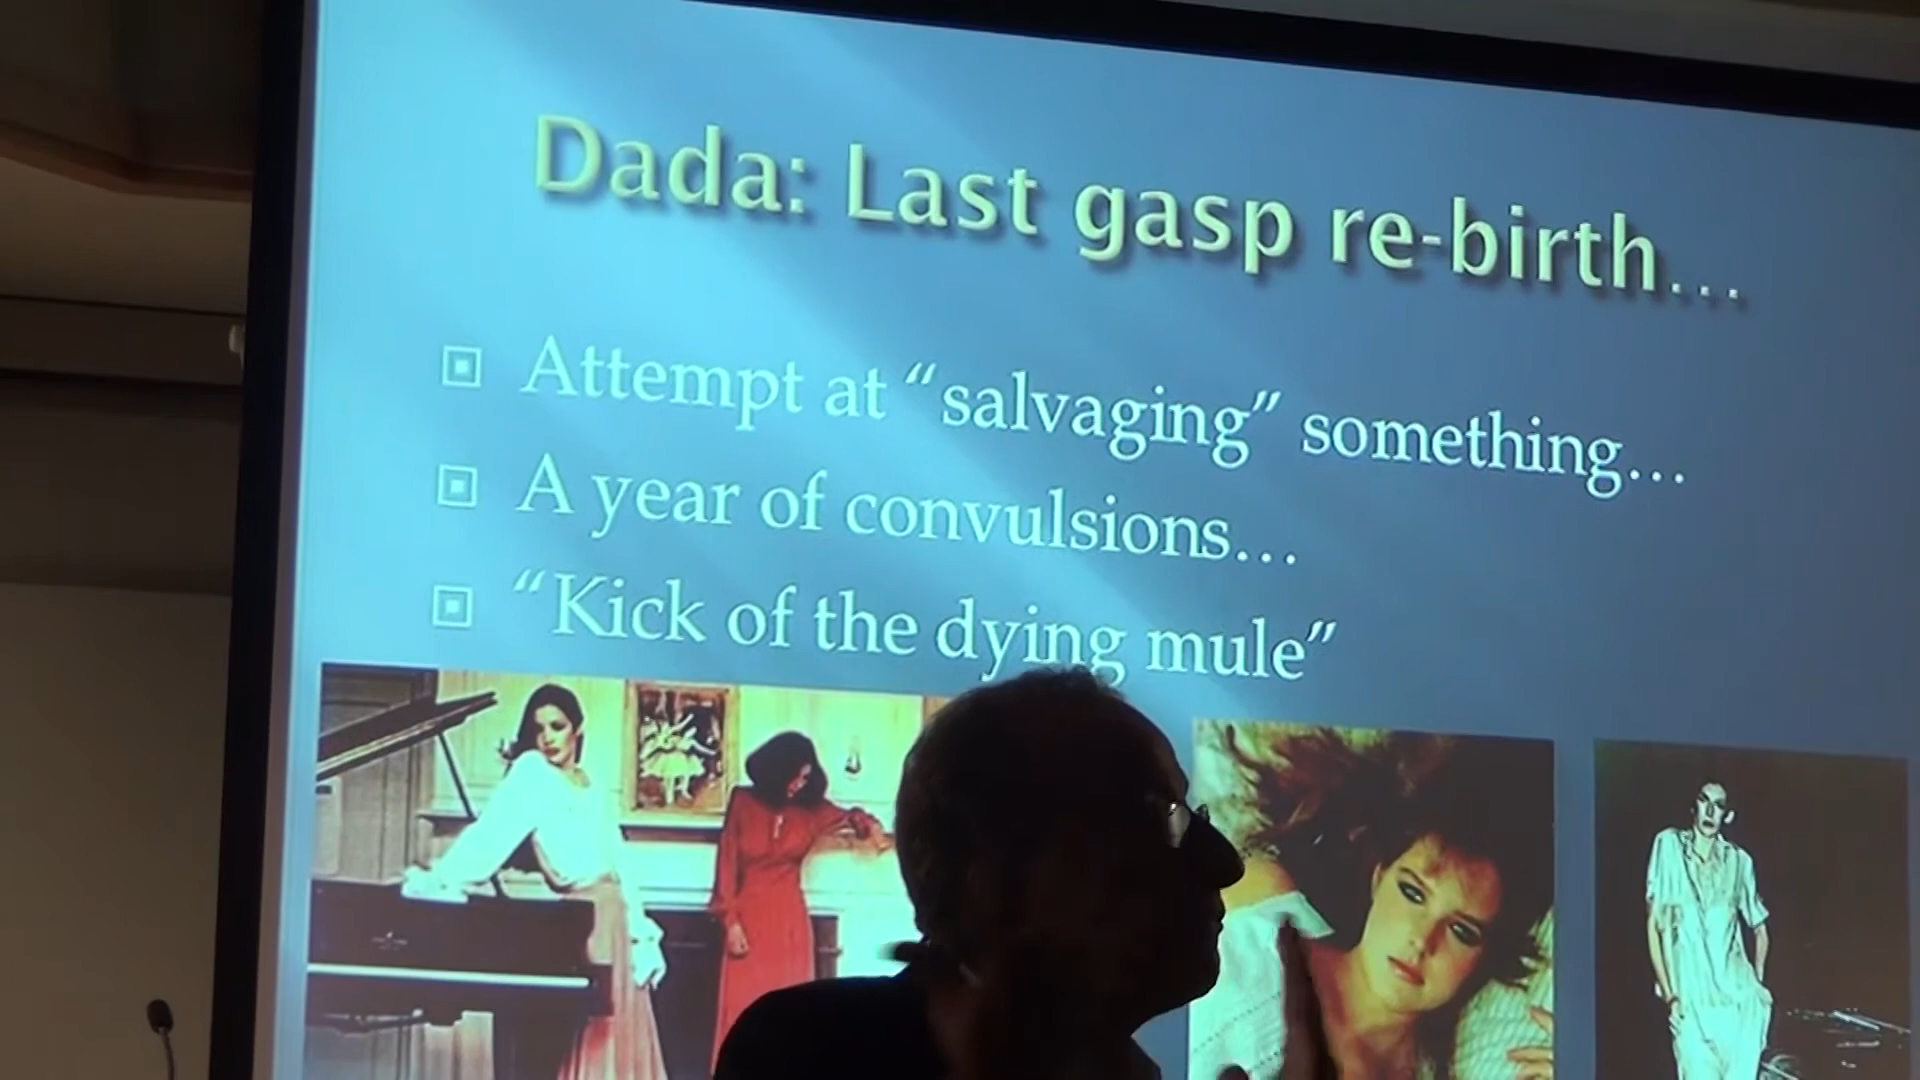 Dada: Last gasp re-birth...
Attempt at “salvaging” something...
A year of convulsions...
“Kick of the dying mule”